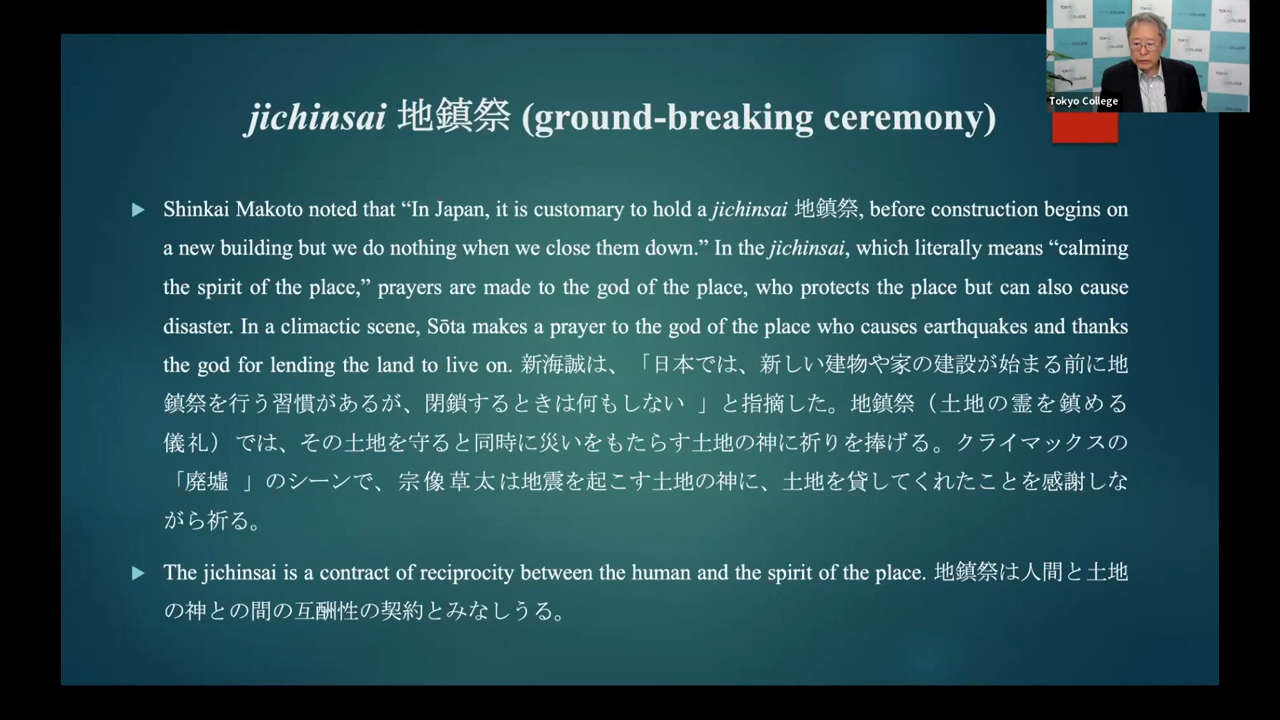 TOKYO COLLEGE
Tokyo College
jichinsai 地鎮祭 (ground-breaking ceremony)
Shinkai Makoto noted that “In Japan, it is customary to hold a jichinsai 地鎮祭, before construction begins on
a new building but we do nothing when we close them down.” In the jichinsai, which literally means “calming
the spirit of the place,” prayers are made to the god of the place, who protects the place but can also cause
disaster. In a climactic scene, Sōta makes a prayer to the god of the place who causes earthquakes and thanks
the god for lending the land to live on. 新海誠は、「日本では、新しい建物や家の建設が始まる前に地
鎮祭を行う習慣があるが、閉鎖するときは何もしない 」と指摘した。地鎮祭（土地の霊を鎮める
儀礼）では、その土地を守ると同時に災いをもたらす土地の神に祈りを捧げる。クライマックスの
「廃墟 」のシーンで、宗像草太は地震を起こす土地の神に、土地を貸してくれたことを感謝しな
がら祈る。
The jichinsai is a contract of reciprocity between the human and the spirit of the place. 地鎮祭は人間と土地
の神との間の互酬性の契約とみなしうる。